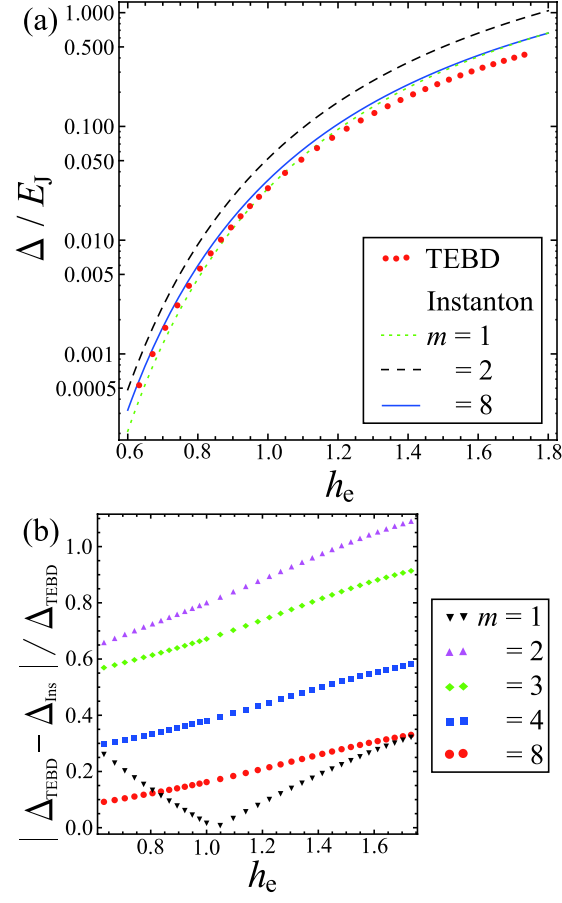 (a)
Δ / E_J
1.000
0.500
0.100
0.050
0.010
0.005
0.001
0.0005
TEBD
Instanton
m = 1
= 2
= 8
0.6 0.8 1.0 1.2 1.4 1.6 1.8
h_e
(b)
| Δ_TEBD − Δ_Ins | / Δ_TEBD
1.0
0.8
0.6
0.4
0.2
0.0
m = 1
= 2
= 3
= 4
= 8
0.8 1.0 1.2 1.4 1.6
h_e